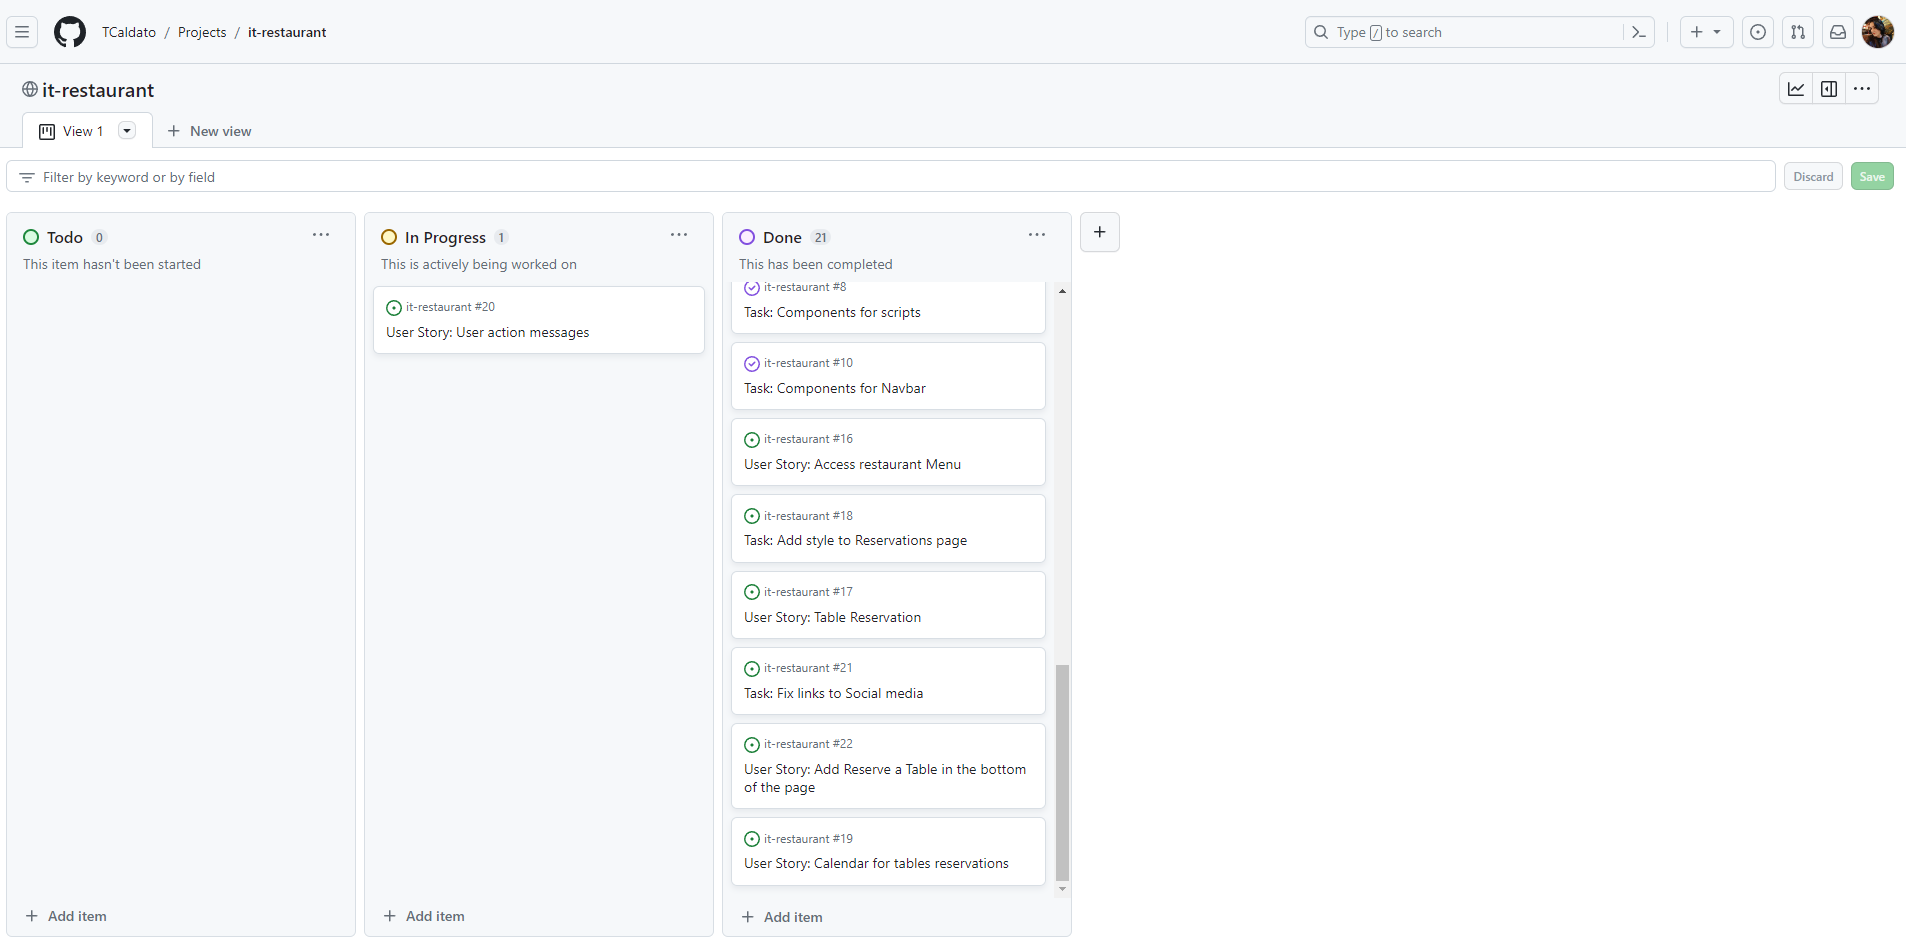 TCaldato / Projects / it-restaurant
Type / to search
it-restaurant
View 1
New view
Filter by keyword or by field
Discard
Save
Todo 0
This item hasn't been started
Add item
In Progress 1
This is actively being worked on
it-restaurant #20
User Story: User action messages
Add item
Done 21
This has been completed
it-restaurant #8
Task: Components for scripts
it-restaurant #10
Task: Components for Navbar
it-restaurant #16
User Story: Access restaurant Menu
it-restaurant #18
Task: Add style to Reservations page
it-restaurant #17
User Story: Table Reservation
it-restaurant #21
Task: Fix links to Social media
it-restaurant #22
User Story: Add Reserve a Table in the bottom
of the page
it-restaurant #19
User Story: Calendar for tables reservations
Add item